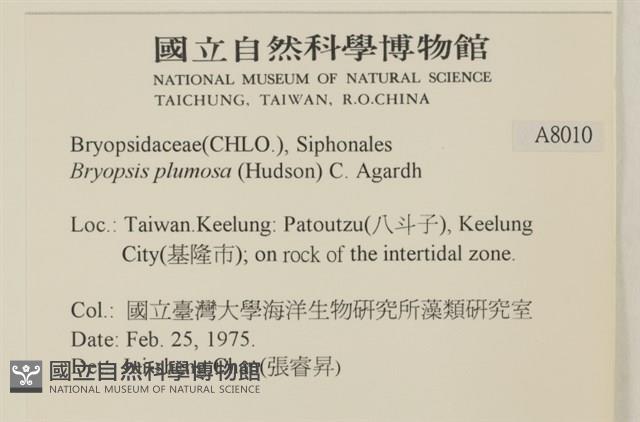 國立自然科學博物館
NATIONAL MUSEUM OF NATURAL SCIENCE
TAICHUNG, TAIWAN, R.O.CHINA
A8010
Bryopsidaceae(CHLO.), Siphonales
Bryopsis plumosa (Hudson) C. Agardh
Loc.: Taiwan.Keelung: Patoutzu(八斗子), Keelung
City(基隆市); on rock of the intertidal zone.
Col.: 國立臺灣大學海洋生物研究所藻類研究室
Date: Feb. 25, 1975.
(張睿昇)
國立自然科學博物館
NATIONAL MUSEUM OF NATURAL SCIENCE